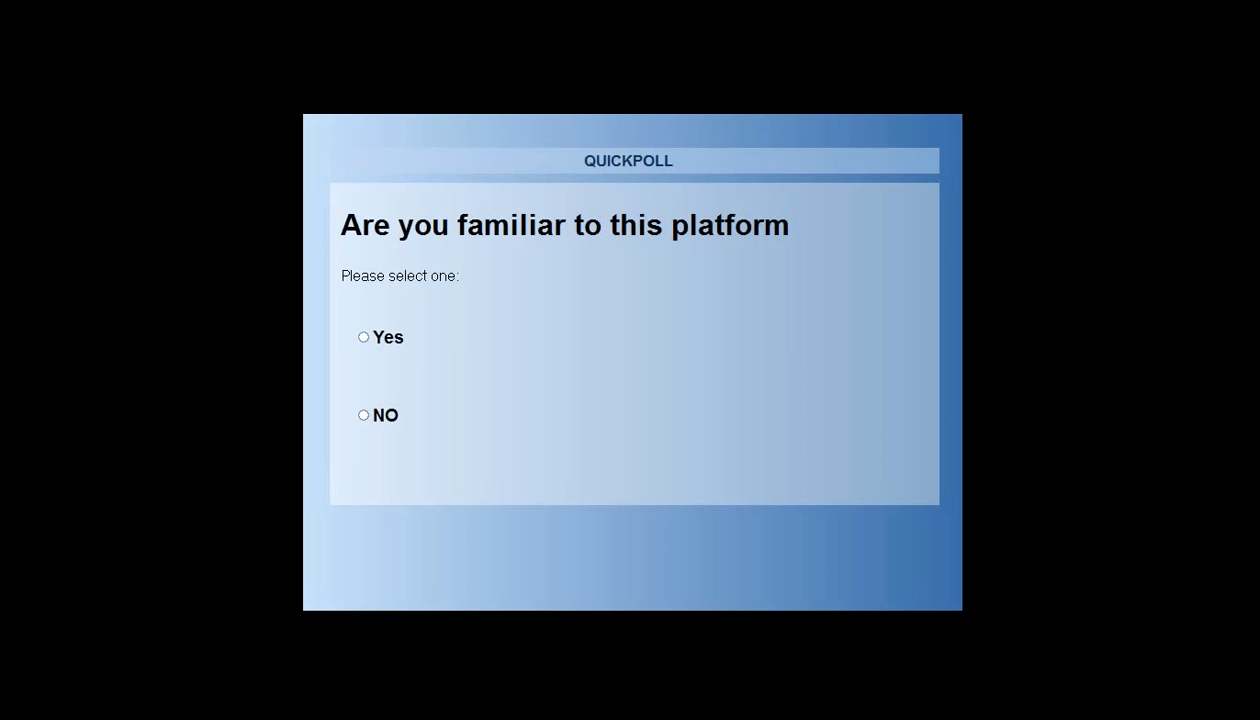 QUICKPOLL
Are you familiar to this platform
Please select one:
Yes
NO